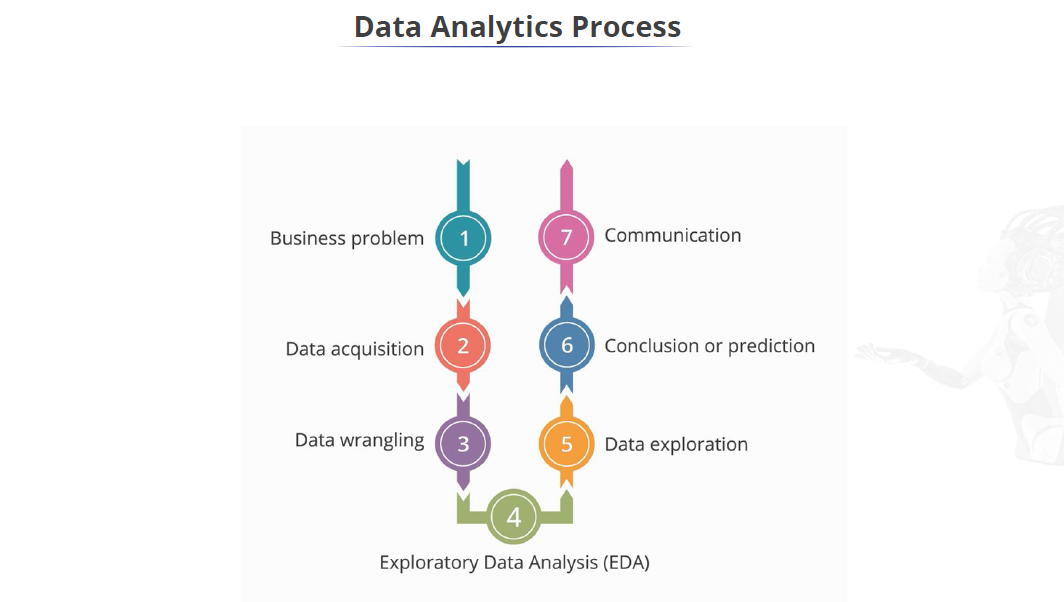 Data Analytics Process
Business problem
1
Data acquisition
2
Data wrangling
3
4
Exploratory Data Analysis (EDA)
5
Data exploration
6
Conclusion or prediction
7
Communication